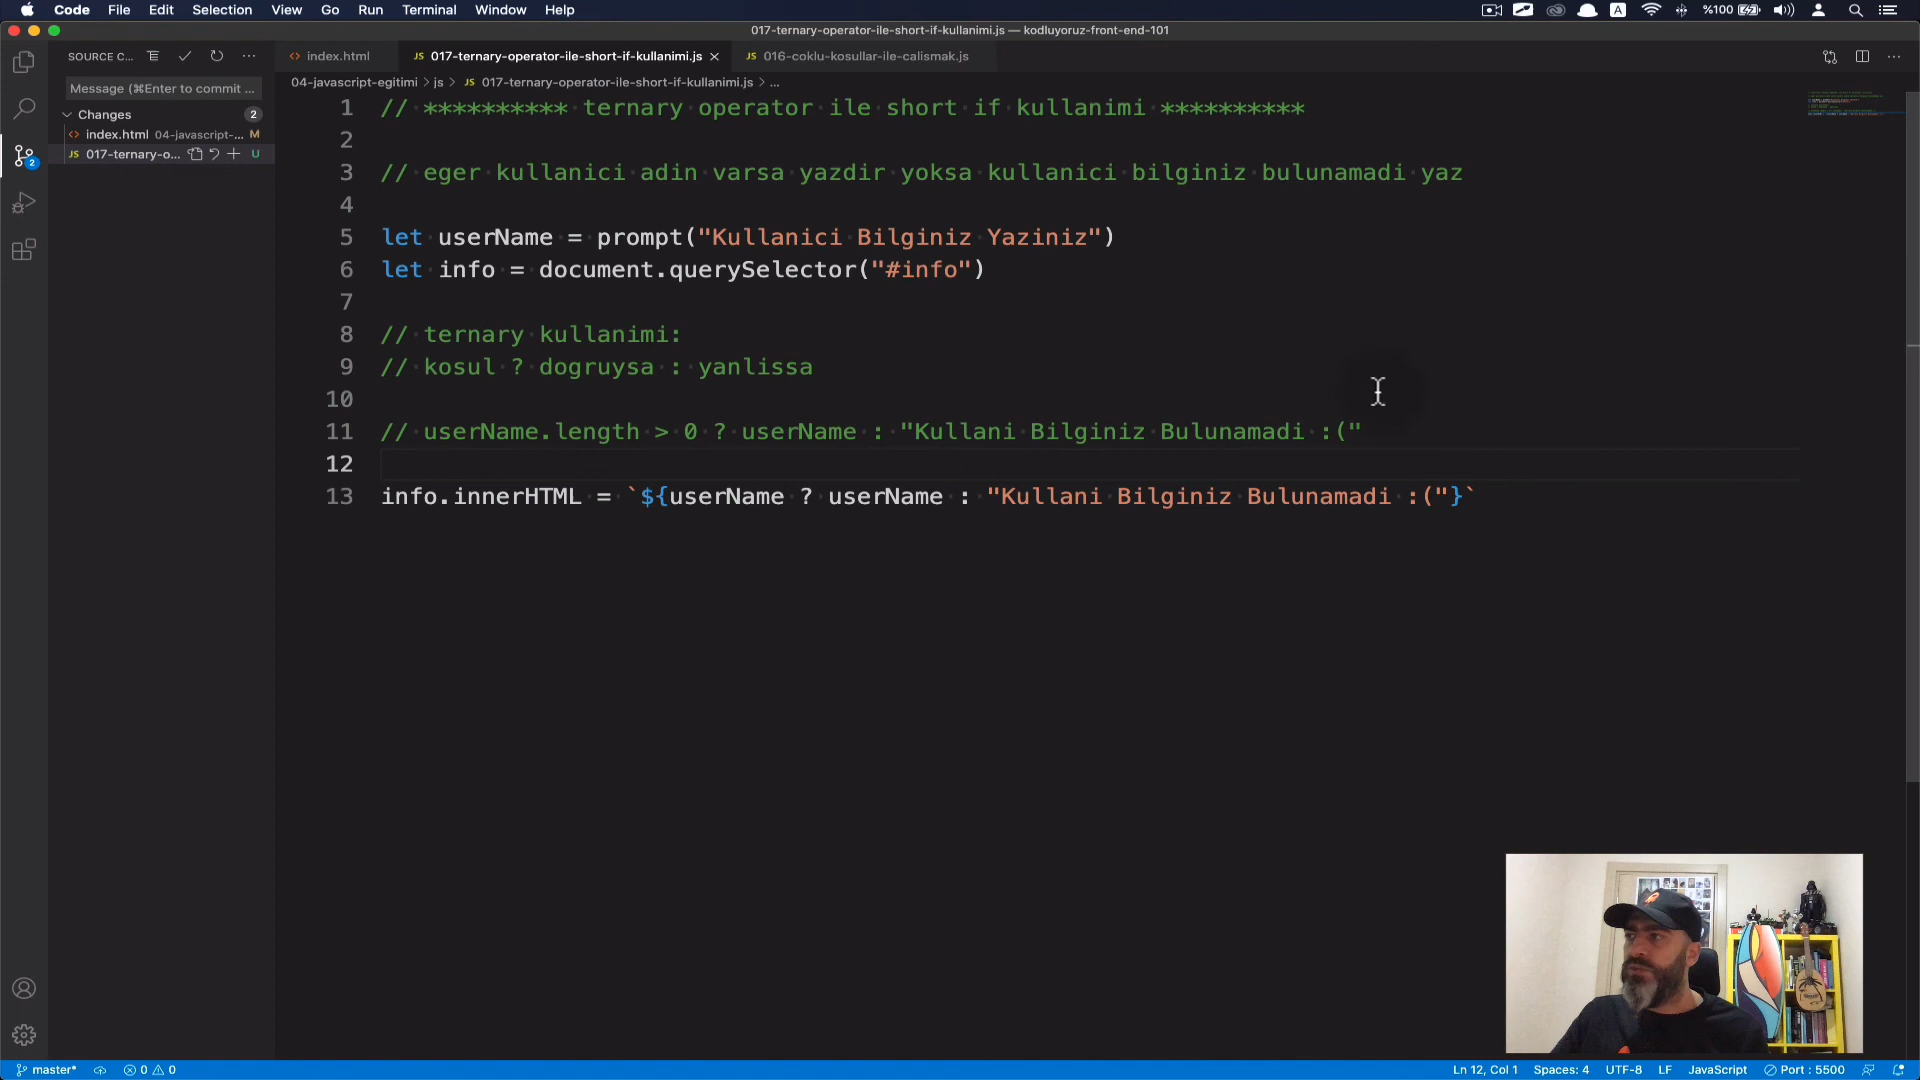 Code File Edit Selection View Go Run Terminal Window Help
A %100
017-ternary-operator-ile-short-if-kullanimi.js — kodluyoruz-front-end-101
SOURCE C...
index.html
JS 017-ternary-operator-ile-short-if-kullanimi.js
JS 016-coklu-kosullar-ile-calismak.js
04-javascript-egitimi > js > JS 017-ternary-operator-ile-short-if-kullanimi.js > ...
Message (⌘Enter to commit ...
Changes 2
index.html 04-javascript-... M
JS 017-ternary-o... U
2
1 // ********** ternary operator ile short if kullanimi **********
2
3 // eger kullanici adin varsa yazdir yoksa kullanici bilginiz bulunamadi yaz
4
5 let userName = prompt("Kullanici Bilginiz Yaziniz")
6 let info = document.querySelector("#info")
7
8 // ternary kullanimi:
9 // kosul ? dogruysa : yanlissa
10
11 // userName.length > 0 ? userName : "Kullani Bilginiz Bulunamadi :("
12
13 info.innerHTML = `${userName ? userName : "Kullani Bilginiz Bulunamadi :("}`
master* 0 0
Ln 12, Col 1 Spaces: 4 UTF-8 LF JavaScript Port : 5500